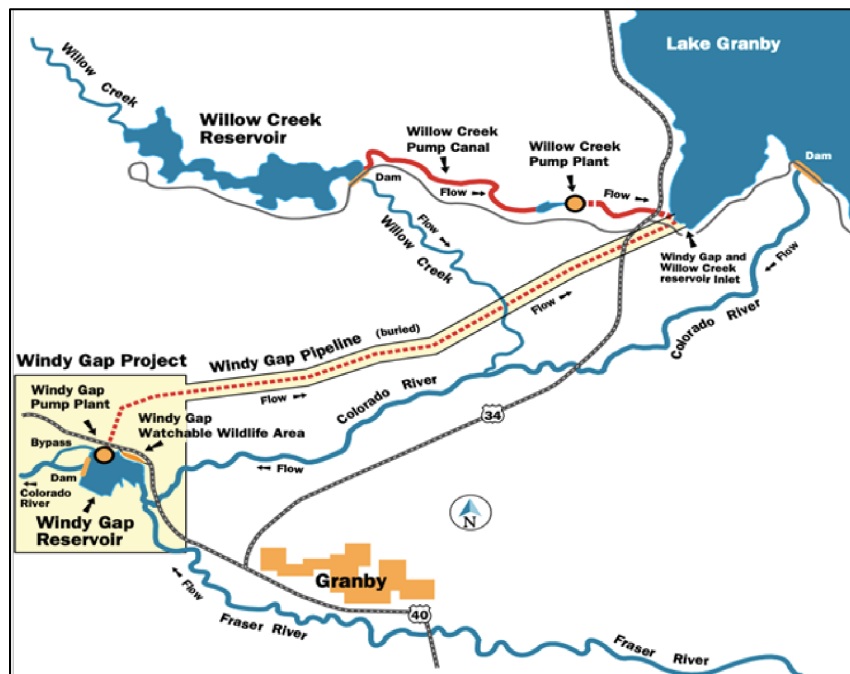 Willow
Creek
Willow Creek
Reservoir
Lake Granby
Willow Creek
Pump Canal
Willow Creek
Pump Plant
Dam
Dam
Flow
Flow
Flow
Willow
Creek
Flow
Windy Gap and
Willow Creek
reservoir Inlet
Flow
Colorado River
Windy Gap Pipeline (buried)
Flow
Windy Gap Project
Windy Gap
Pump Plant
Flow
Colorado River
34
Windy Gap
Watchable Wildlife Area
Bypass
Dam
Flow
Colorado
River
Windy Gap
Reservoir
N
Granby
Flow
40
Fraser River
Fraser River